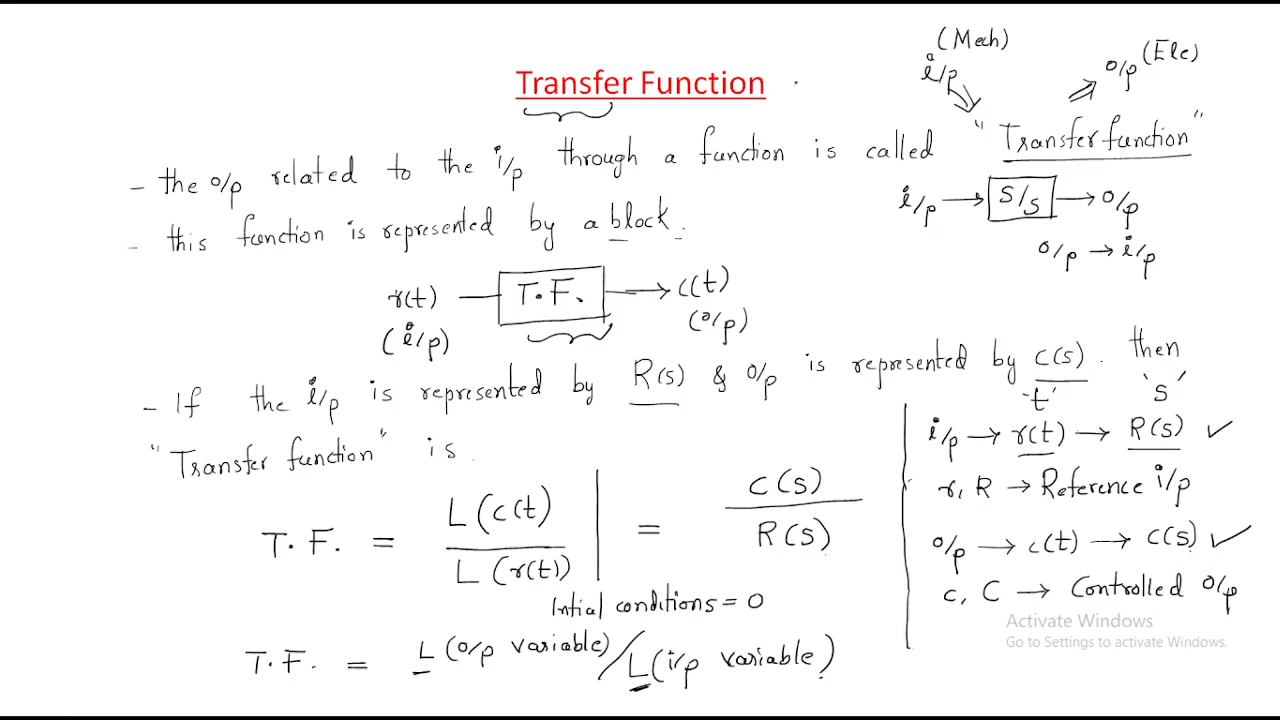 Transfer Function
(Mech)
i/p
o/p (Ele)
- the o/p related to the i/p through a function is called "Transfer function"
i/p → S/s → o/p
o/p → i/p
- this function is represented by a block.
r(t) T.F. → c(t)
(i/p) (o/p)
- If the i/p is represented by R(s) & o/p is represented by C(s). then
't' 's'
"Transfer function" is
T.F. = L(c(t) / L(r(t)) | = C(s) / R(s)
Intial conditions = 0
T.F. = L(o/p variable)/L(i/p variable)
i/p → r(t) → R(s) ✓
r, R → Reference i/p
o/p → c(t) → C(s) ✓
c, C → Controlled o/p
Activate Windows
Go to Settings to activate Windows.